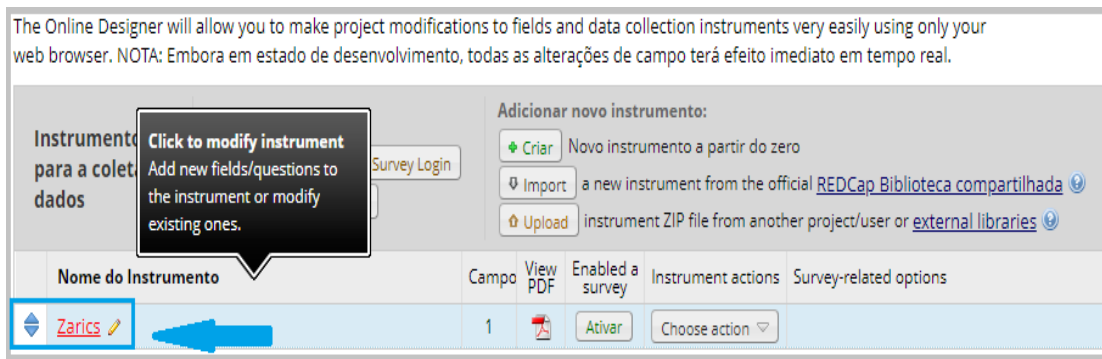 The Online Designer will allow you to make project modifications to fields and data collection instruments very easily using only your
web browser. NOTA: Embora em estado de desenvolvimento, todas as alterações de campo terá efeito imediato em tempo real.
Adicionar novo instrumento:
Instrumento
para a coleta
dados
Click to modify instrument
Add new fields/questions to
the instrument or modify
existing ones.
Survey Login
Criar Novo instrumento a partir do zero
Import a new instrument from the official REDCap Biblioteca compartilhada
Upload instrument ZIP file from another project/user or external libraries
Nome do Instrumento Campo View PDF Enabled a survey Instrument actions Survey-related options
Zarics 1 Ativar Choose action